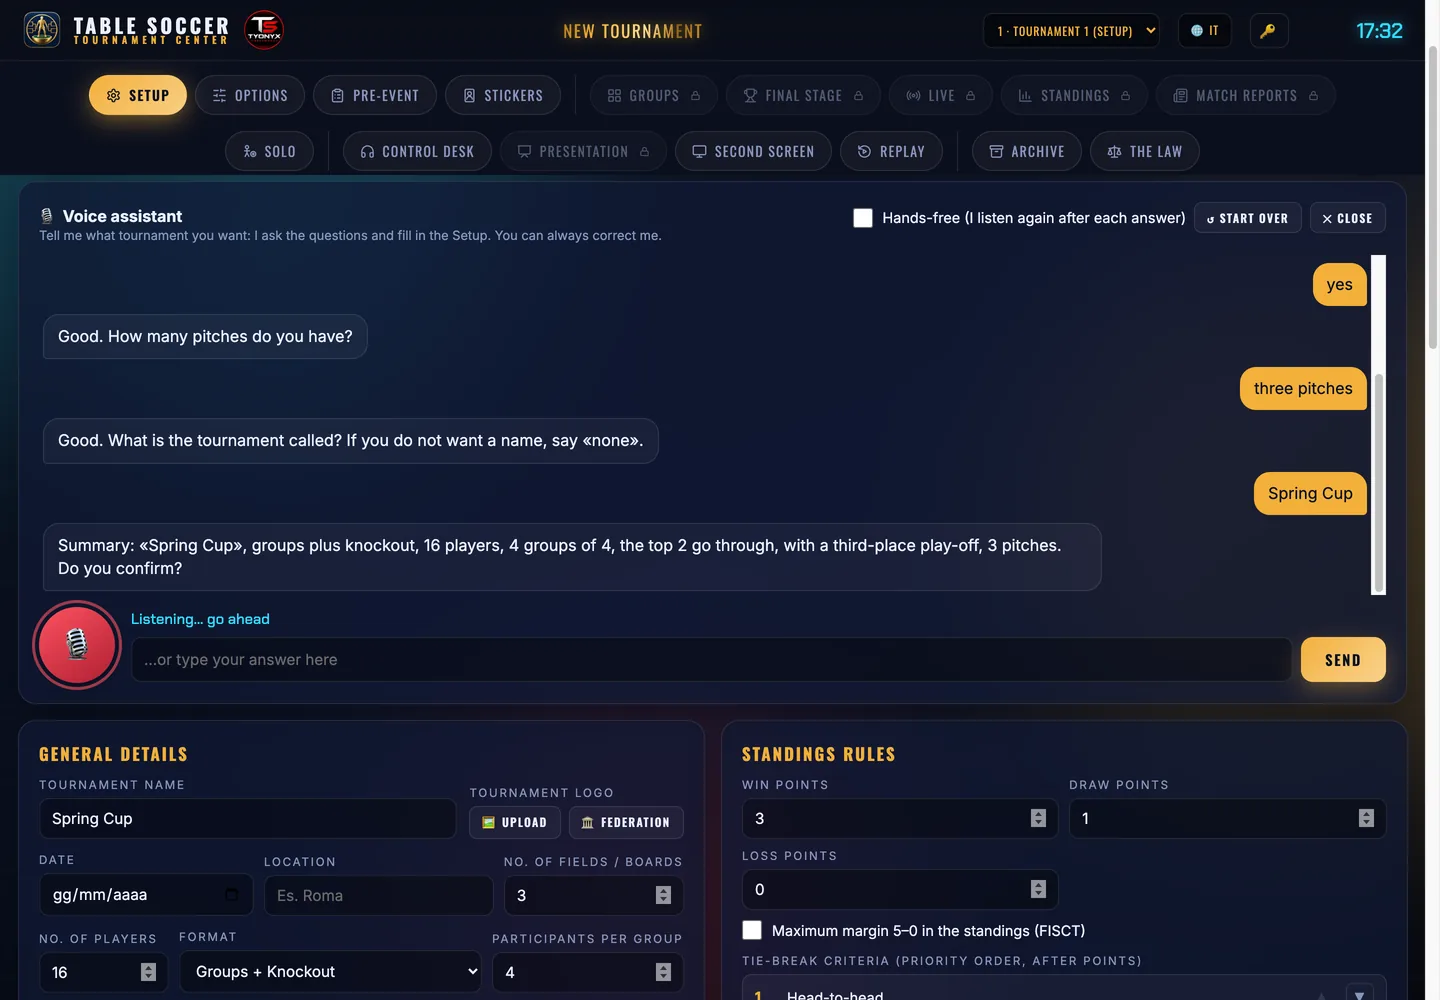 TABLE SOCCER
TOURNAMENT CENTER
TS
TYONYX
NEW TOURNAMENT
1 · TOURNAMENT 1 (SETUP)
IT
17:32
SETUP
OPTIONS
PRE-EVENT
STICKERS
GROUPS
FINAL STAGE
LIVE
STANDINGS
MATCH REPORTS
SOLO
CONTROL DESK
PRESENTATION
SECOND SCREEN
REPLAY
ARCHIVE
THE LAW
Voice assistant
Tell me what tournament you want: I ask the questions and fill in the Setup. You can always correct me.
Hands-free (I listen again after each answer)
↺ START OVER
✕ CLOSE
yes
Good. How many pitches do you have?
three pitches
Good. What is the tournament called? If you do not want a name, say «none».
Spring Cup
Summary: «Spring Cup», groups plus knockout, 16 players, 4 groups of 4, the top 2 go through, with a third-place play-off, 3 pitches.
Do you confirm?
Listening... go ahead
...or type your answer here
SEND
GENERAL DETAILS
TOURNAMENT NAME
Spring Cup
TOURNAMENT LOGO
UPLOAD
FEDERATION
DATE
gg/mm/aaaa
LOCATION
Es. Roma
NO. OF FIELDS / BOARDS
3
NO. OF PLAYERS
16
FORMAT
Groups + Knockout
PARTICIPANTS PER GROUP
4
STANDINGS RULES
WIN POINTS
3
DRAW POINTS
1
LOSS POINTS
0
Maximum margin 5–0 in the standings (FISCT)
TIE-BREAK CRITERIA (PRIORITY ORDER, AFTER POINTS)
1 Head-to-head